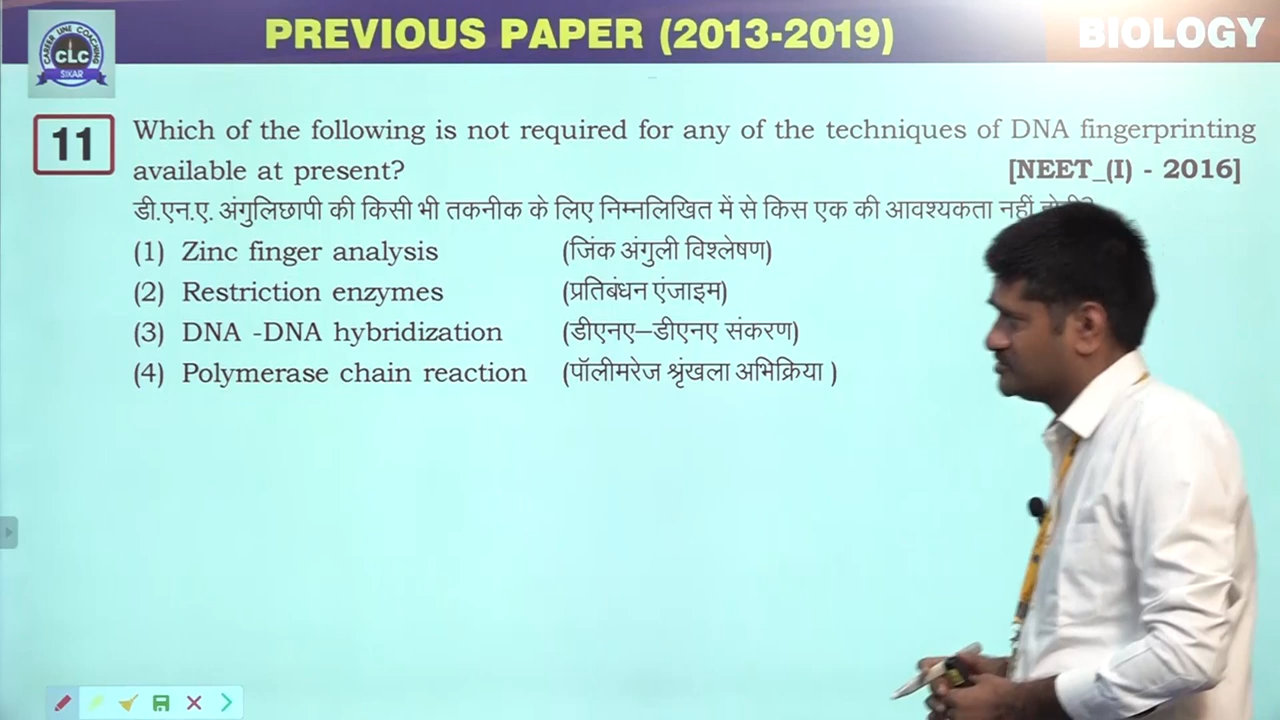 PREVIOUS PAPER (2013-2019)
BIOLOGY
CAREER LINE COACHING
CLC
SIKAR
11
Which of the following is not required for any of the techniques of DNA fingerprinting
available at present? [NEET_(I) - 2016]
डी.एन.ए. अंगुलिछापी की किसी भी तकनीक के लिए निम्नलिखित में से किस एक की आवश्यकता नहीं
(1) Zinc finger analysis (जिंक अंगुली विश्लेषण)
(2) Restriction enzymes (प्रतिबंधन एंजाइम)
(3) DNA -DNA hybridization (डीएनए–डीएनए संकरण)
(4) Polymerase chain reaction (पॉलीमरेज श्रृंखला अभिक्रिया )